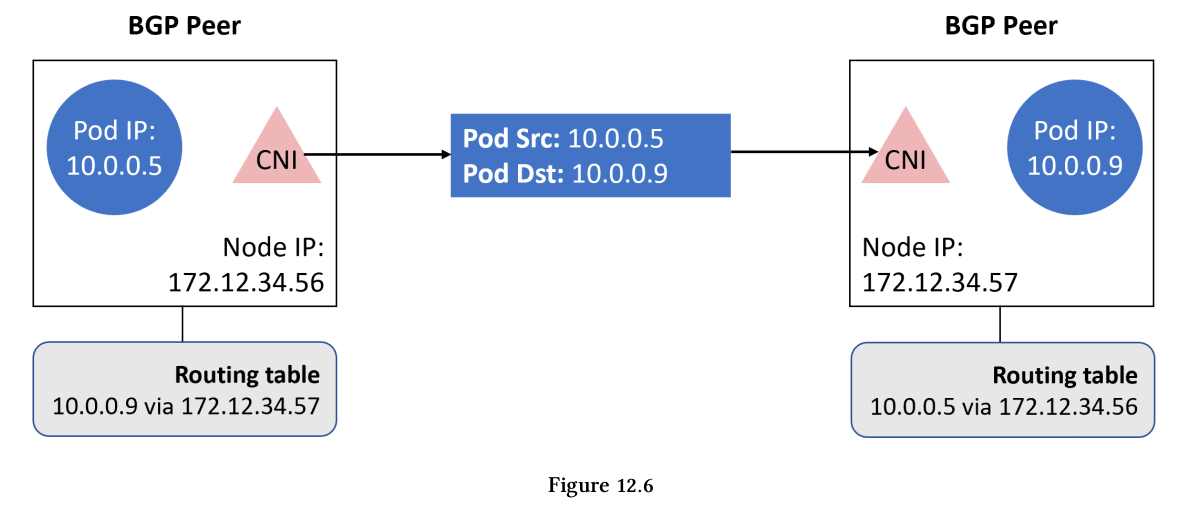 BGP Peer
Pod IP:
10.0.0.5
CNI
Node IP:
172.12.34.56
Routing table
10.0.0.9 via 172.12.34.57
Pod Src: 10.0.0.5
Pod Dst: 10.0.0.9
BGP Peer
CNI
Pod IP:
10.0.0.9
Node IP:
172.12.34.57
Routing table
10.0.0.5 via 172.12.34.56
Figure 12.6